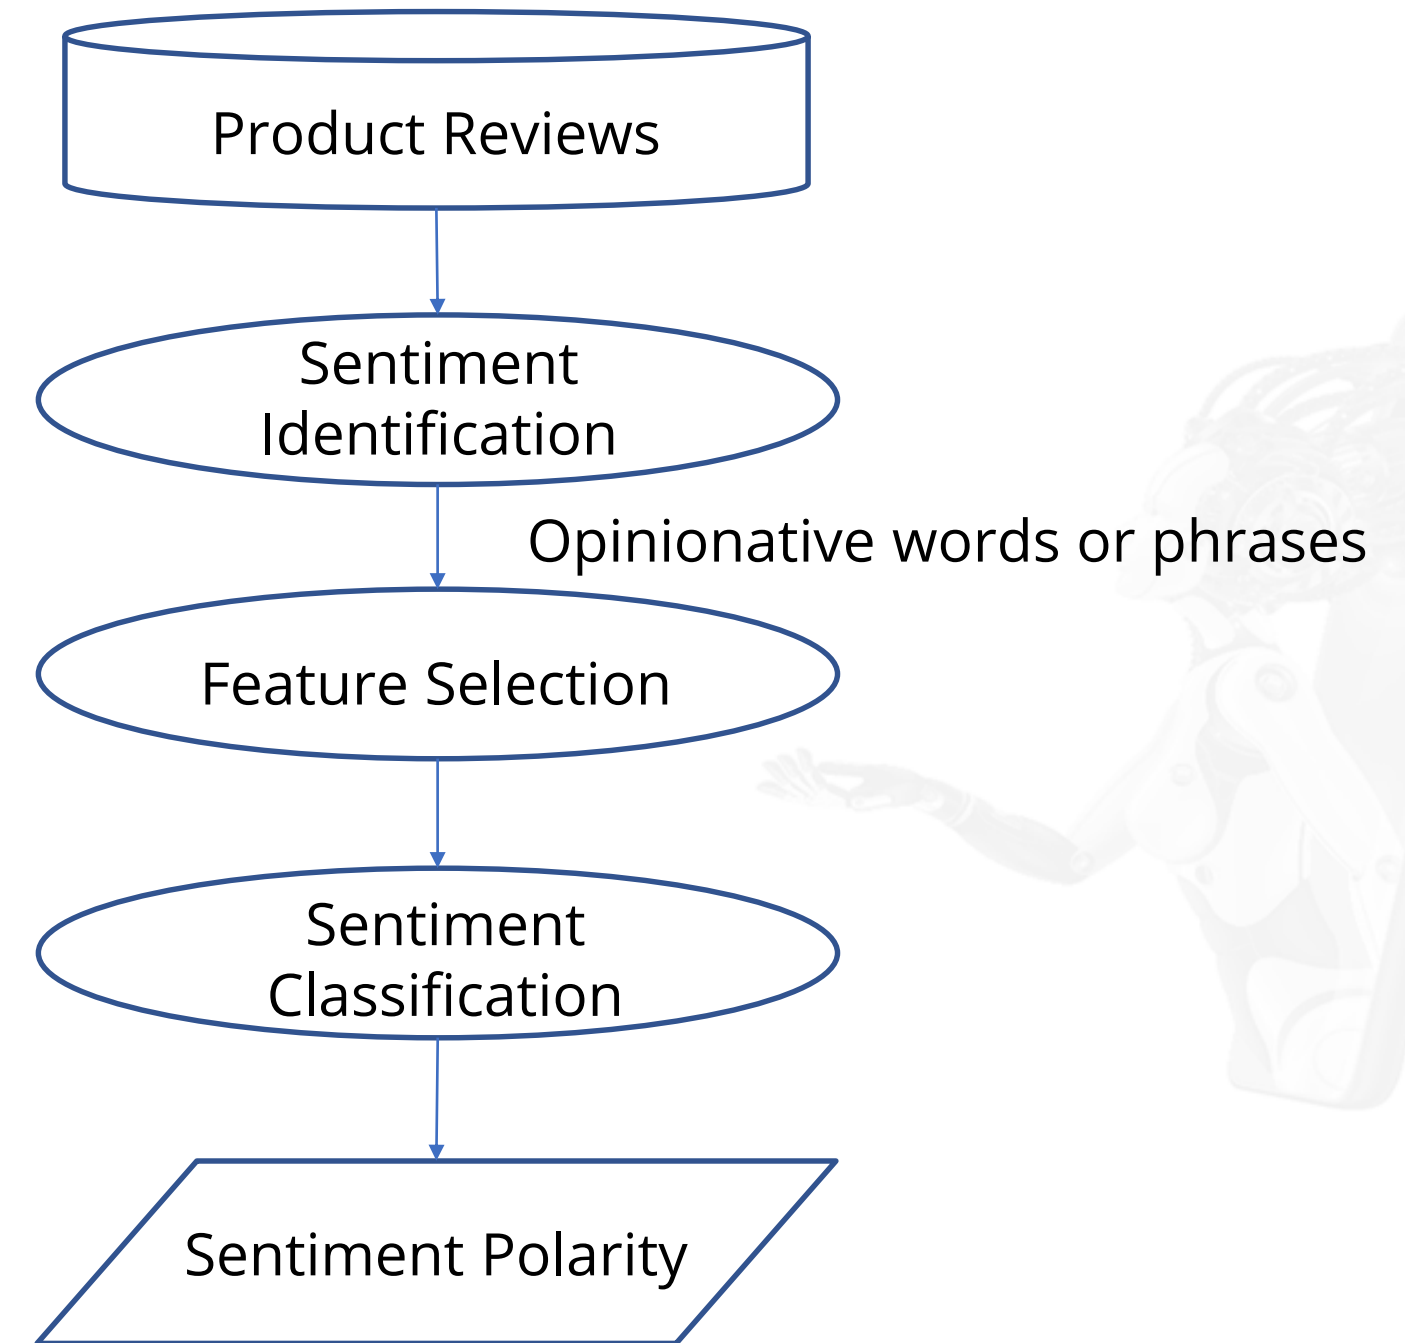 Product Reviews
Sentiment
Identification
Opinionative words or phrases
Feature Selection
Sentiment
Classification
Sentiment Polarity